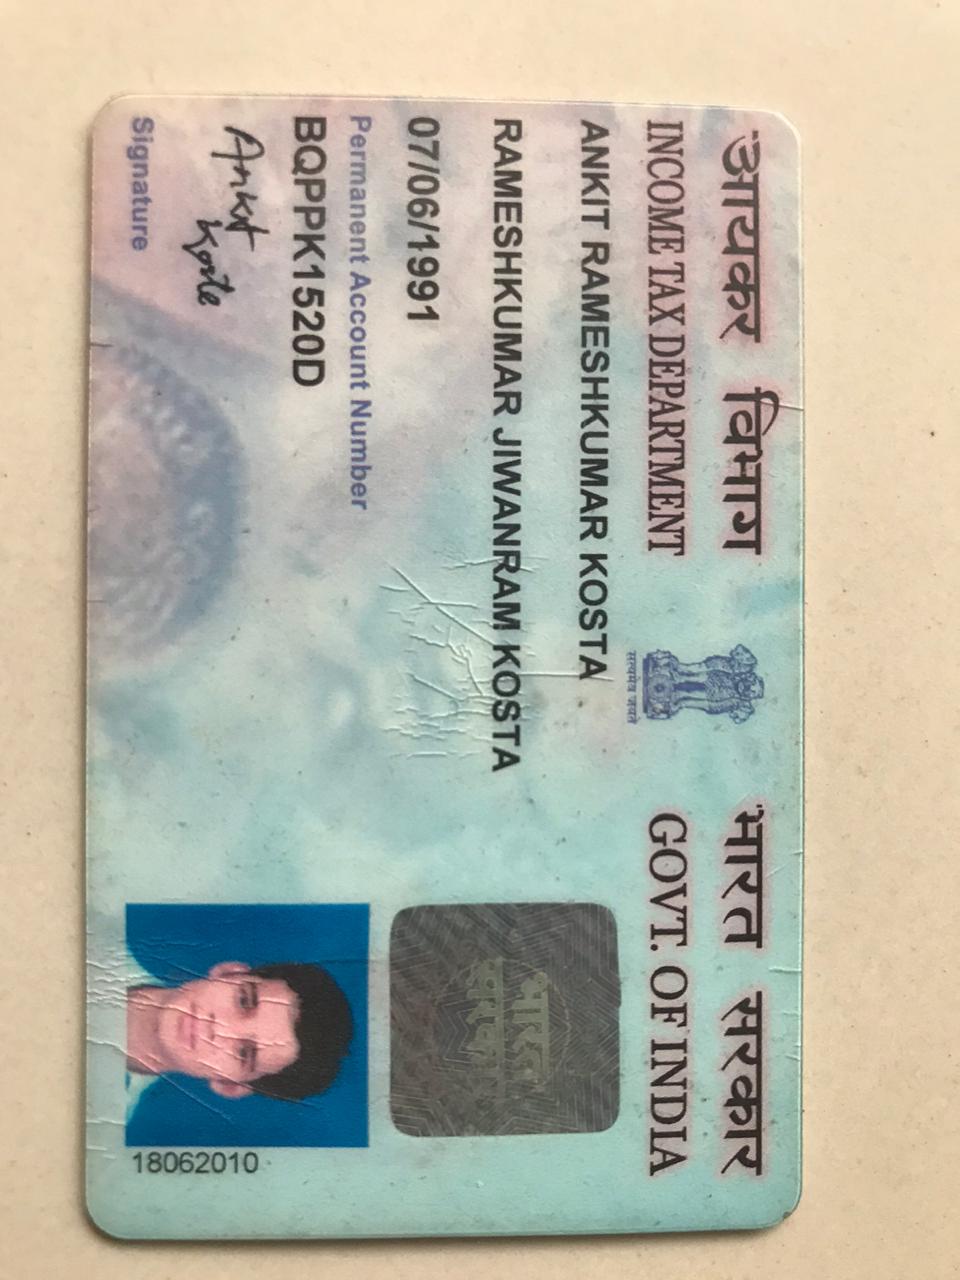 आयकर विभाग
INCOME TAX DEPARTMENT
सत्यमेव जयते
भारत सरकार
GOVT. OF INDIA
ANKIT RAMESHKUMAR KOSTA
RAMESHKUMAR JIWANRAM KOSTA
07/06/1991
Permanent Account Number
BQPPK1520D
Ankit
Kosta
Signature
भारत
18062010